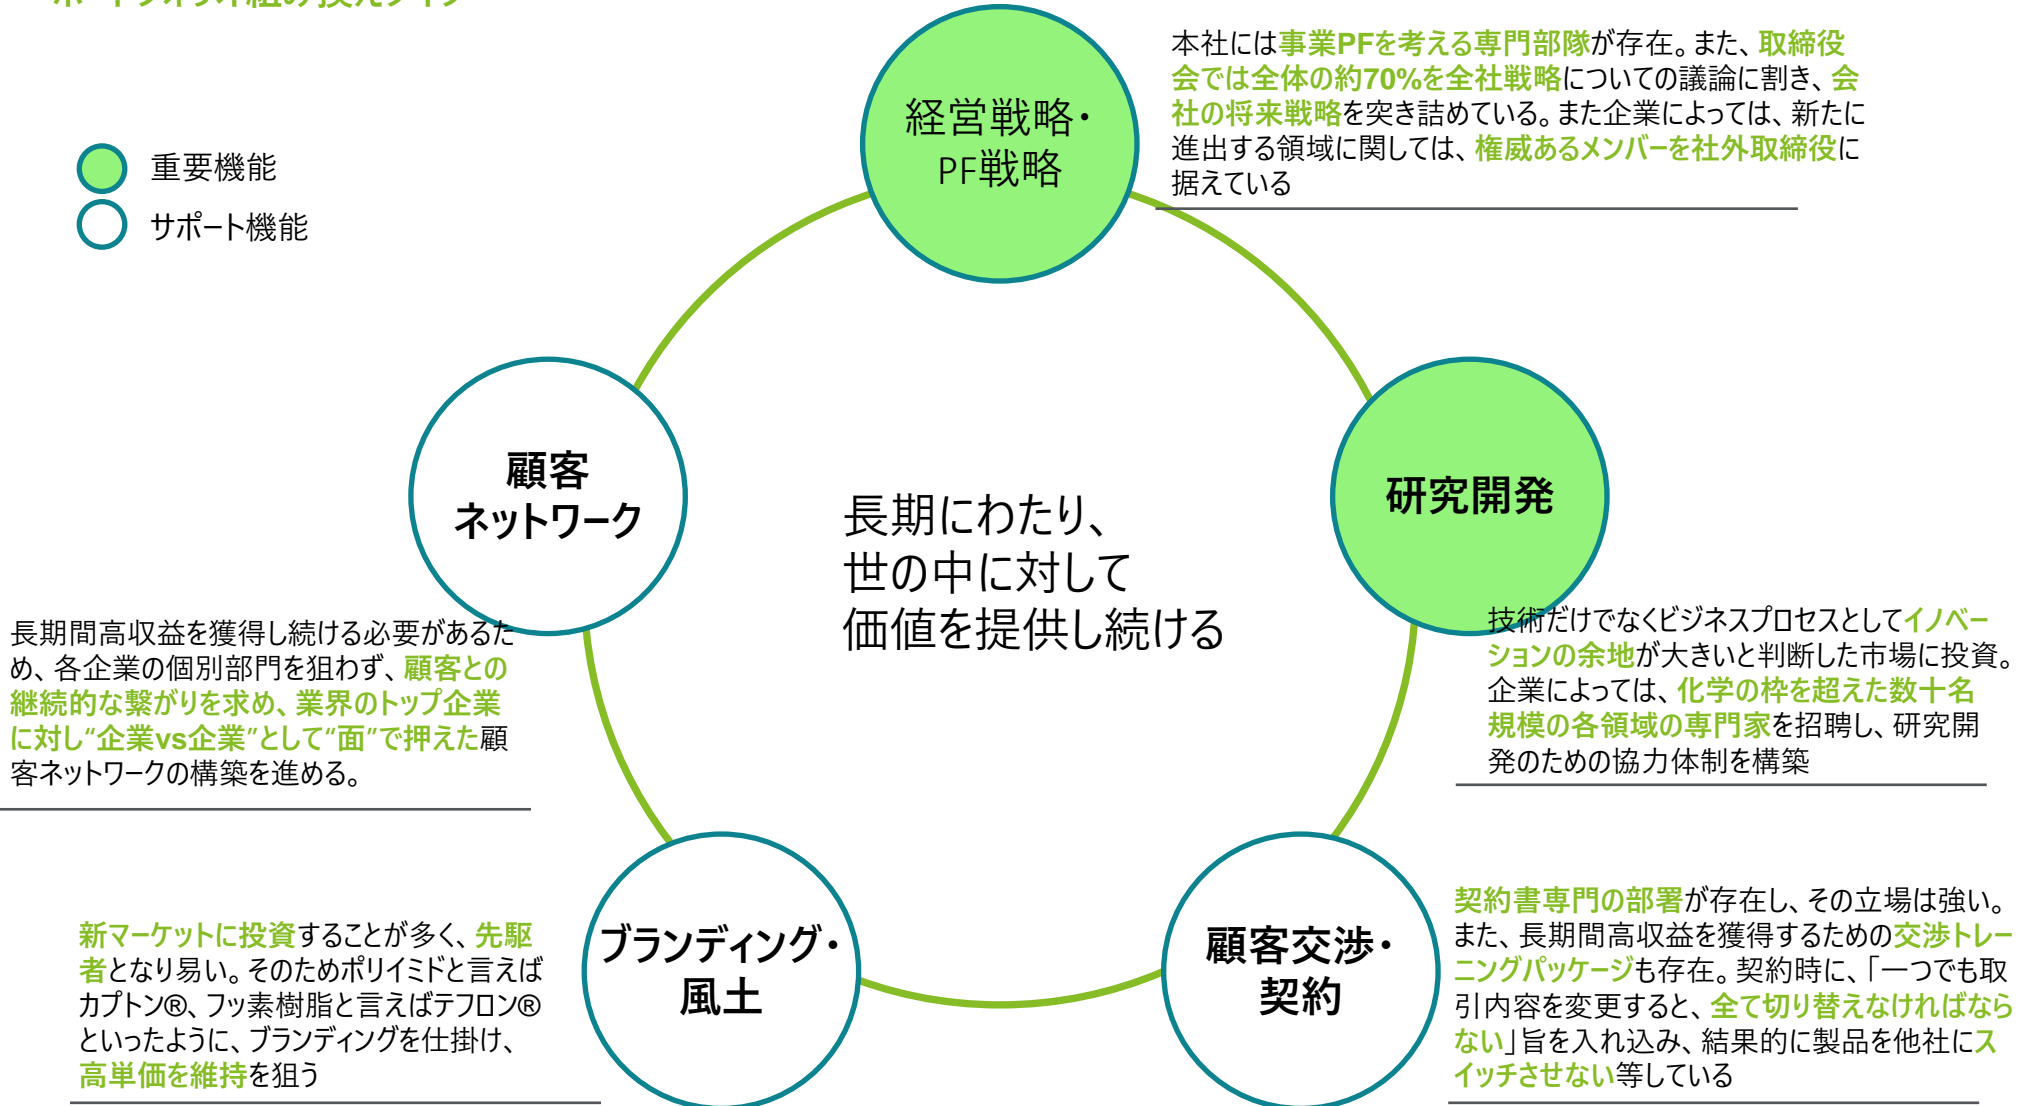 ポートフォリオ組み換えタイプ
重要機能
サポート機能
経営戦略・
PF戦略
本社には事業PFを考える専門部隊が存在。また、取締役
会では全体の約70%を全社戦略についての議論に割き、会
社の将来戦略を突き詰めている。また企業によっては、新たに
進出する領域に関しては、権威あるメンバーを社外取締役に
据えている
顧客
ネットワーク
研究開発
長期にわたり、
世の中に対して
価値を提供し続ける
長期間高収益を獲得し続ける必要があるた
め、各企業の個別部門を狙わず、顧客との
継続的な繋がりを求め、業界のトップ企業
に対し“企業vs企業”として“面”で押えた顧
客ネットワークの構築を進める。
技術だけでなくビジネスプロセスとしてイノベー
ションの余地が大きいと判断した市場に投資。
企業によっては、化学の枠を超えた数十名
規模の各領域の専門家を招聘し、研究開
発のための協力体制を構築
ブランディング・
風土
顧客交渉・
契約
新マーケットに投資することが多く、先駆
者となり易い。そのためポリイミドと言えば
カプトン®、フッ素樹脂と言えばテフロン®
といったように、ブランディングを仕掛け、
高単価を維持を狙う
契約書専門の部署が存在し、その立場は強い。
また、長期間高収益を獲得するための交渉トレー
ニングパッケージも存在。契約時に、「一つでも取
引内容を変更すると、全て切り替えなければなら
ない」旨を入れ込み、結果的に製品を他社にス
イッチさせない等している